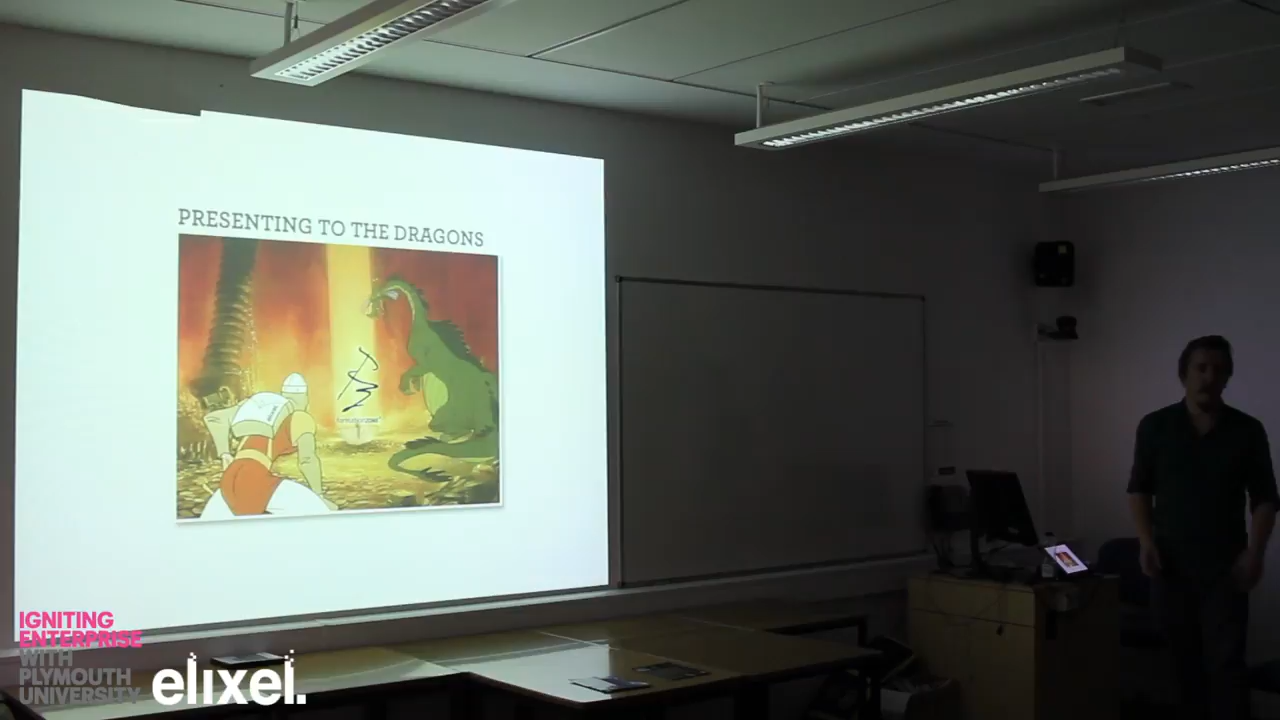 PRESENTING TO THE DRAGONS
IGNITING
ENTERPRISE
WITH
PLYMOUTH
UNIVERSITY
elixel.